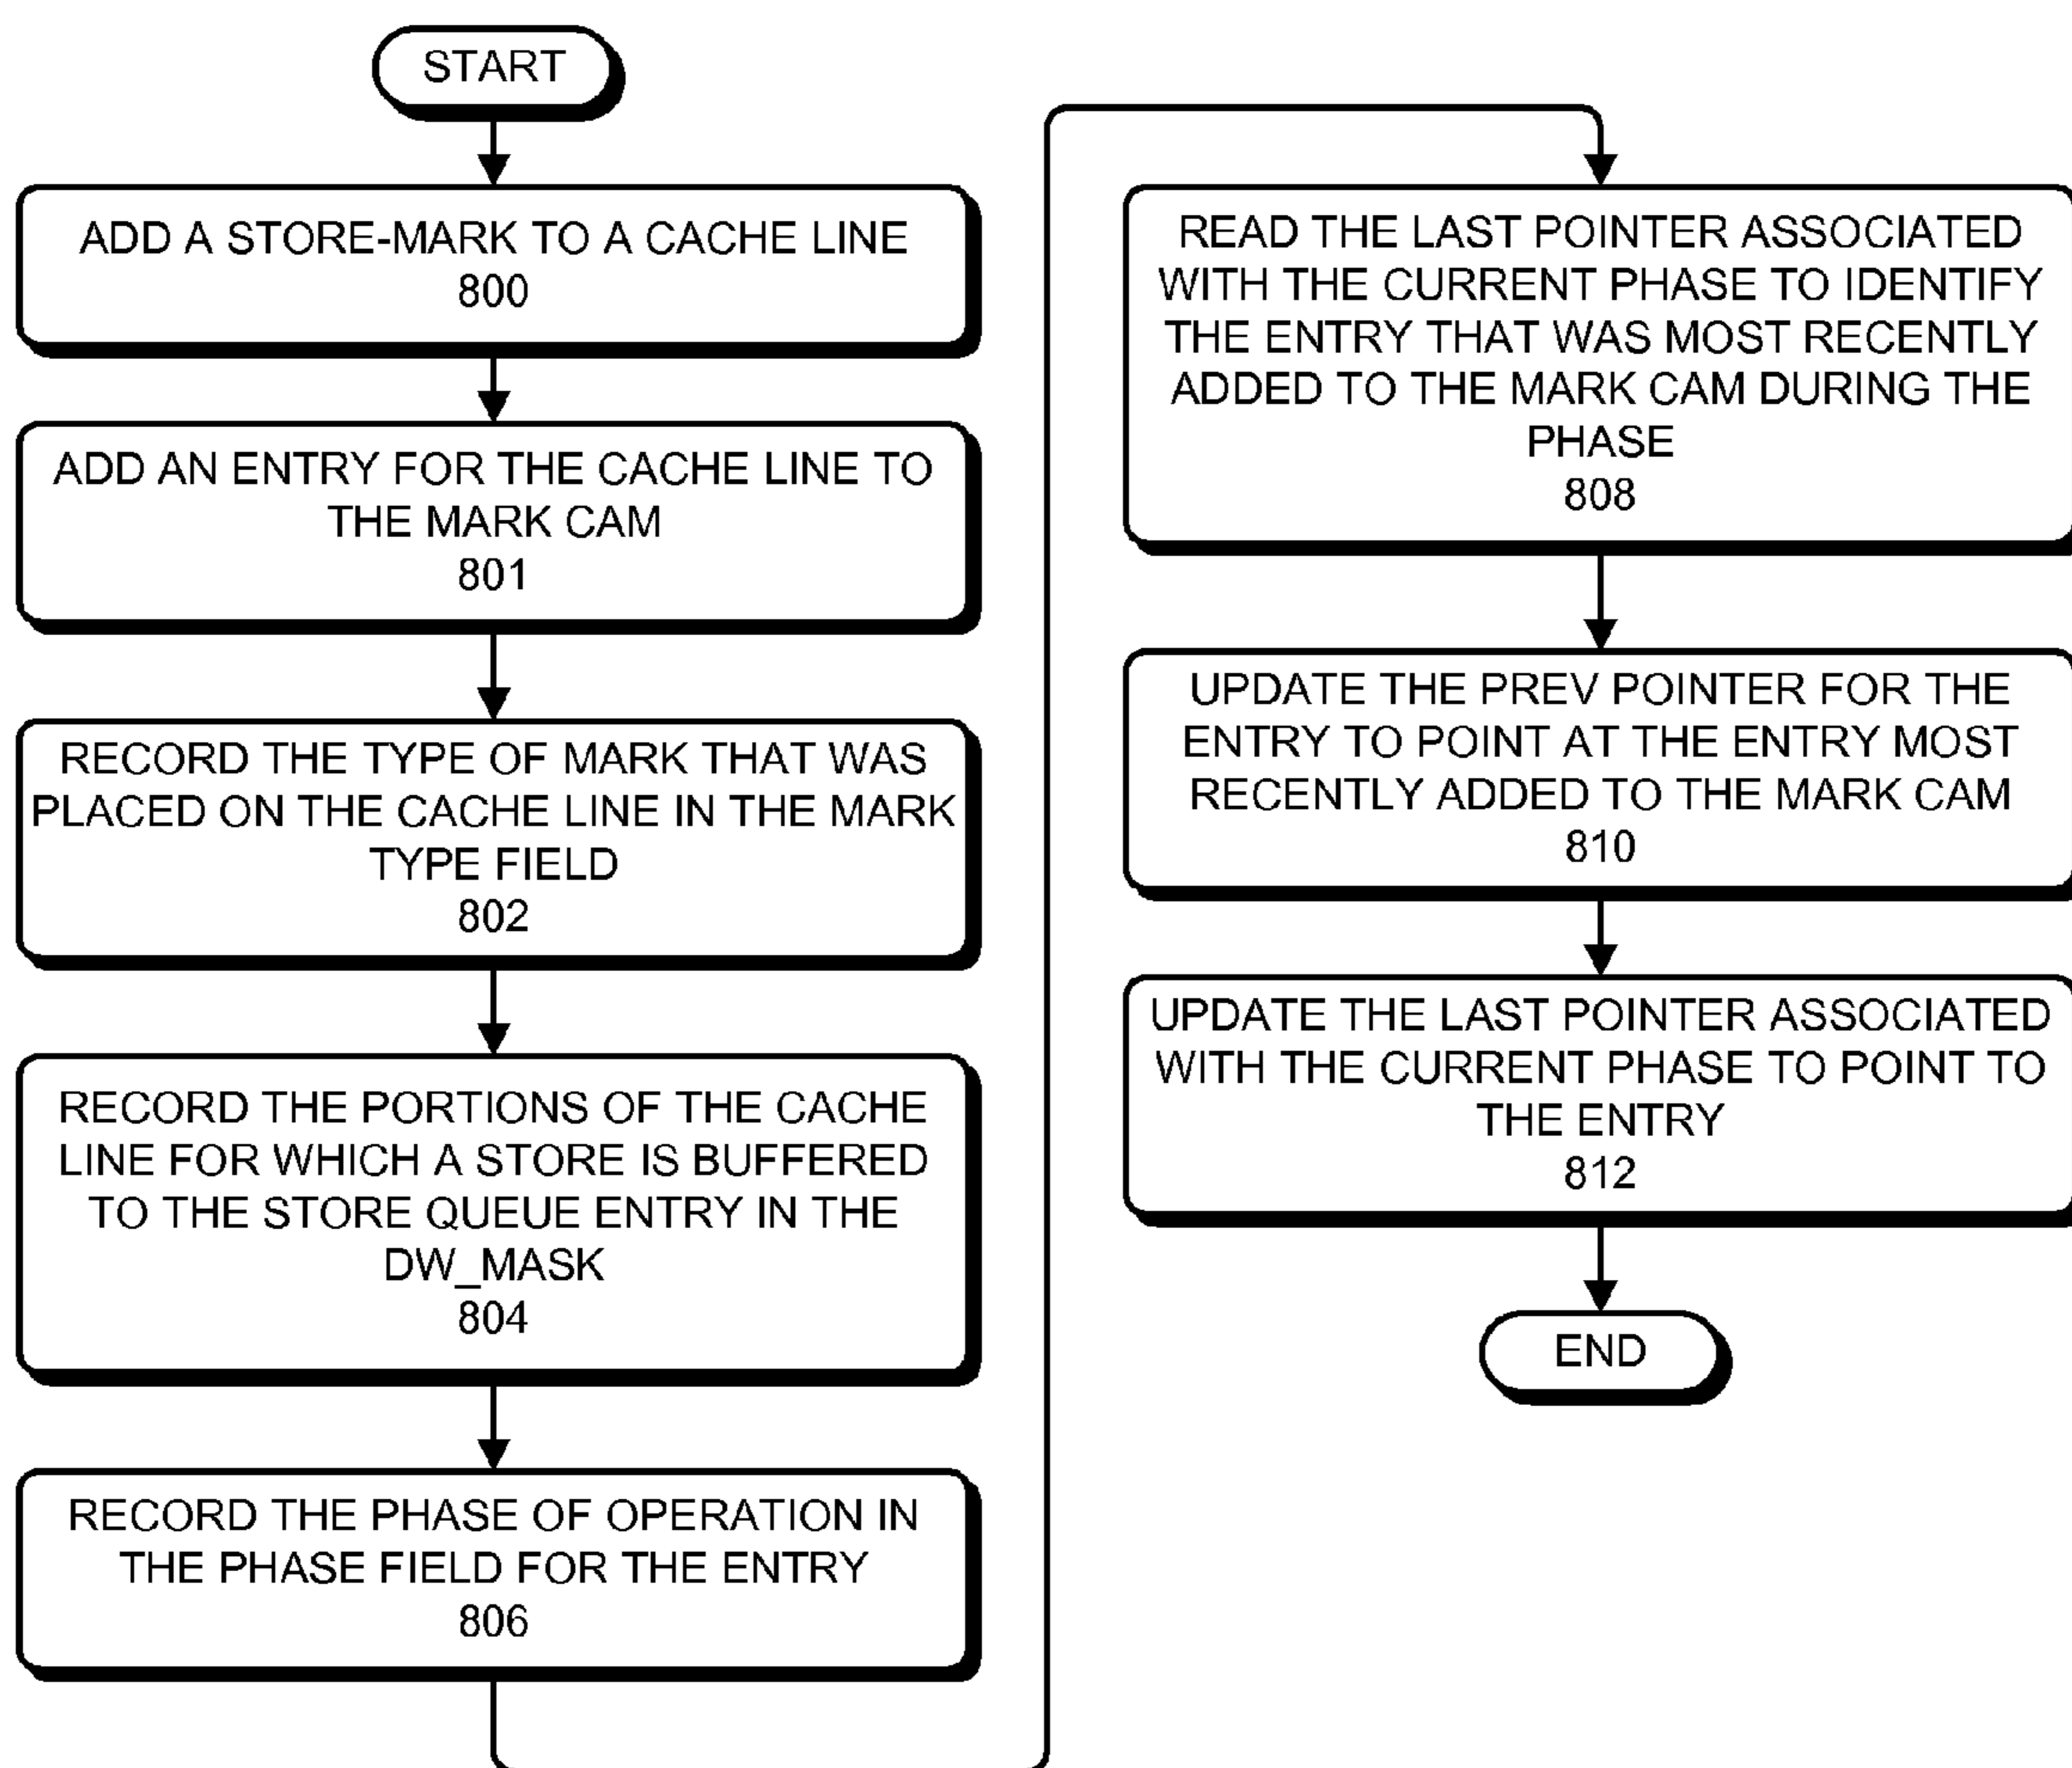 START
ADD A STORE-MARK TO A CACHE LINE
800
ADD AN ENTRY FOR THE CACHE LINE TO
THE MARK CAM
801
RECORD THE TYPE OF MARK THAT WAS
PLACED ON THE CACHE LINE IN THE MARK
TYPE FIELD
802
RECORD THE PORTIONS OF THE CACHE
LINE FOR WHICH A STORE IS BUFFERED
TO THE STORE QUEUE ENTRY IN THE
DW_MASK
804
RECORD THE PHASE OF OPERATION IN
THE PHASE FIELD FOR THE ENTRY
806
READ THE LAST POINTER ASSOCIATED
WITH THE CURRENT PHASE TO IDENTIFY
THE ENTRY THAT WAS MOST RECENTLY
ADDED TO THE MARK CAM DURING THE
PHASE
808
UPDATE THE PREV POINTER FOR THE
ENTRY TO POINT AT THE ENTRY MOST
RECENTLY ADDED TO THE MARK CAM
810
UPDATE THE LAST POINTER ASSOCIATED
WITH THE CURRENT PHASE TO POINT TO
THE ENTRY
812
END